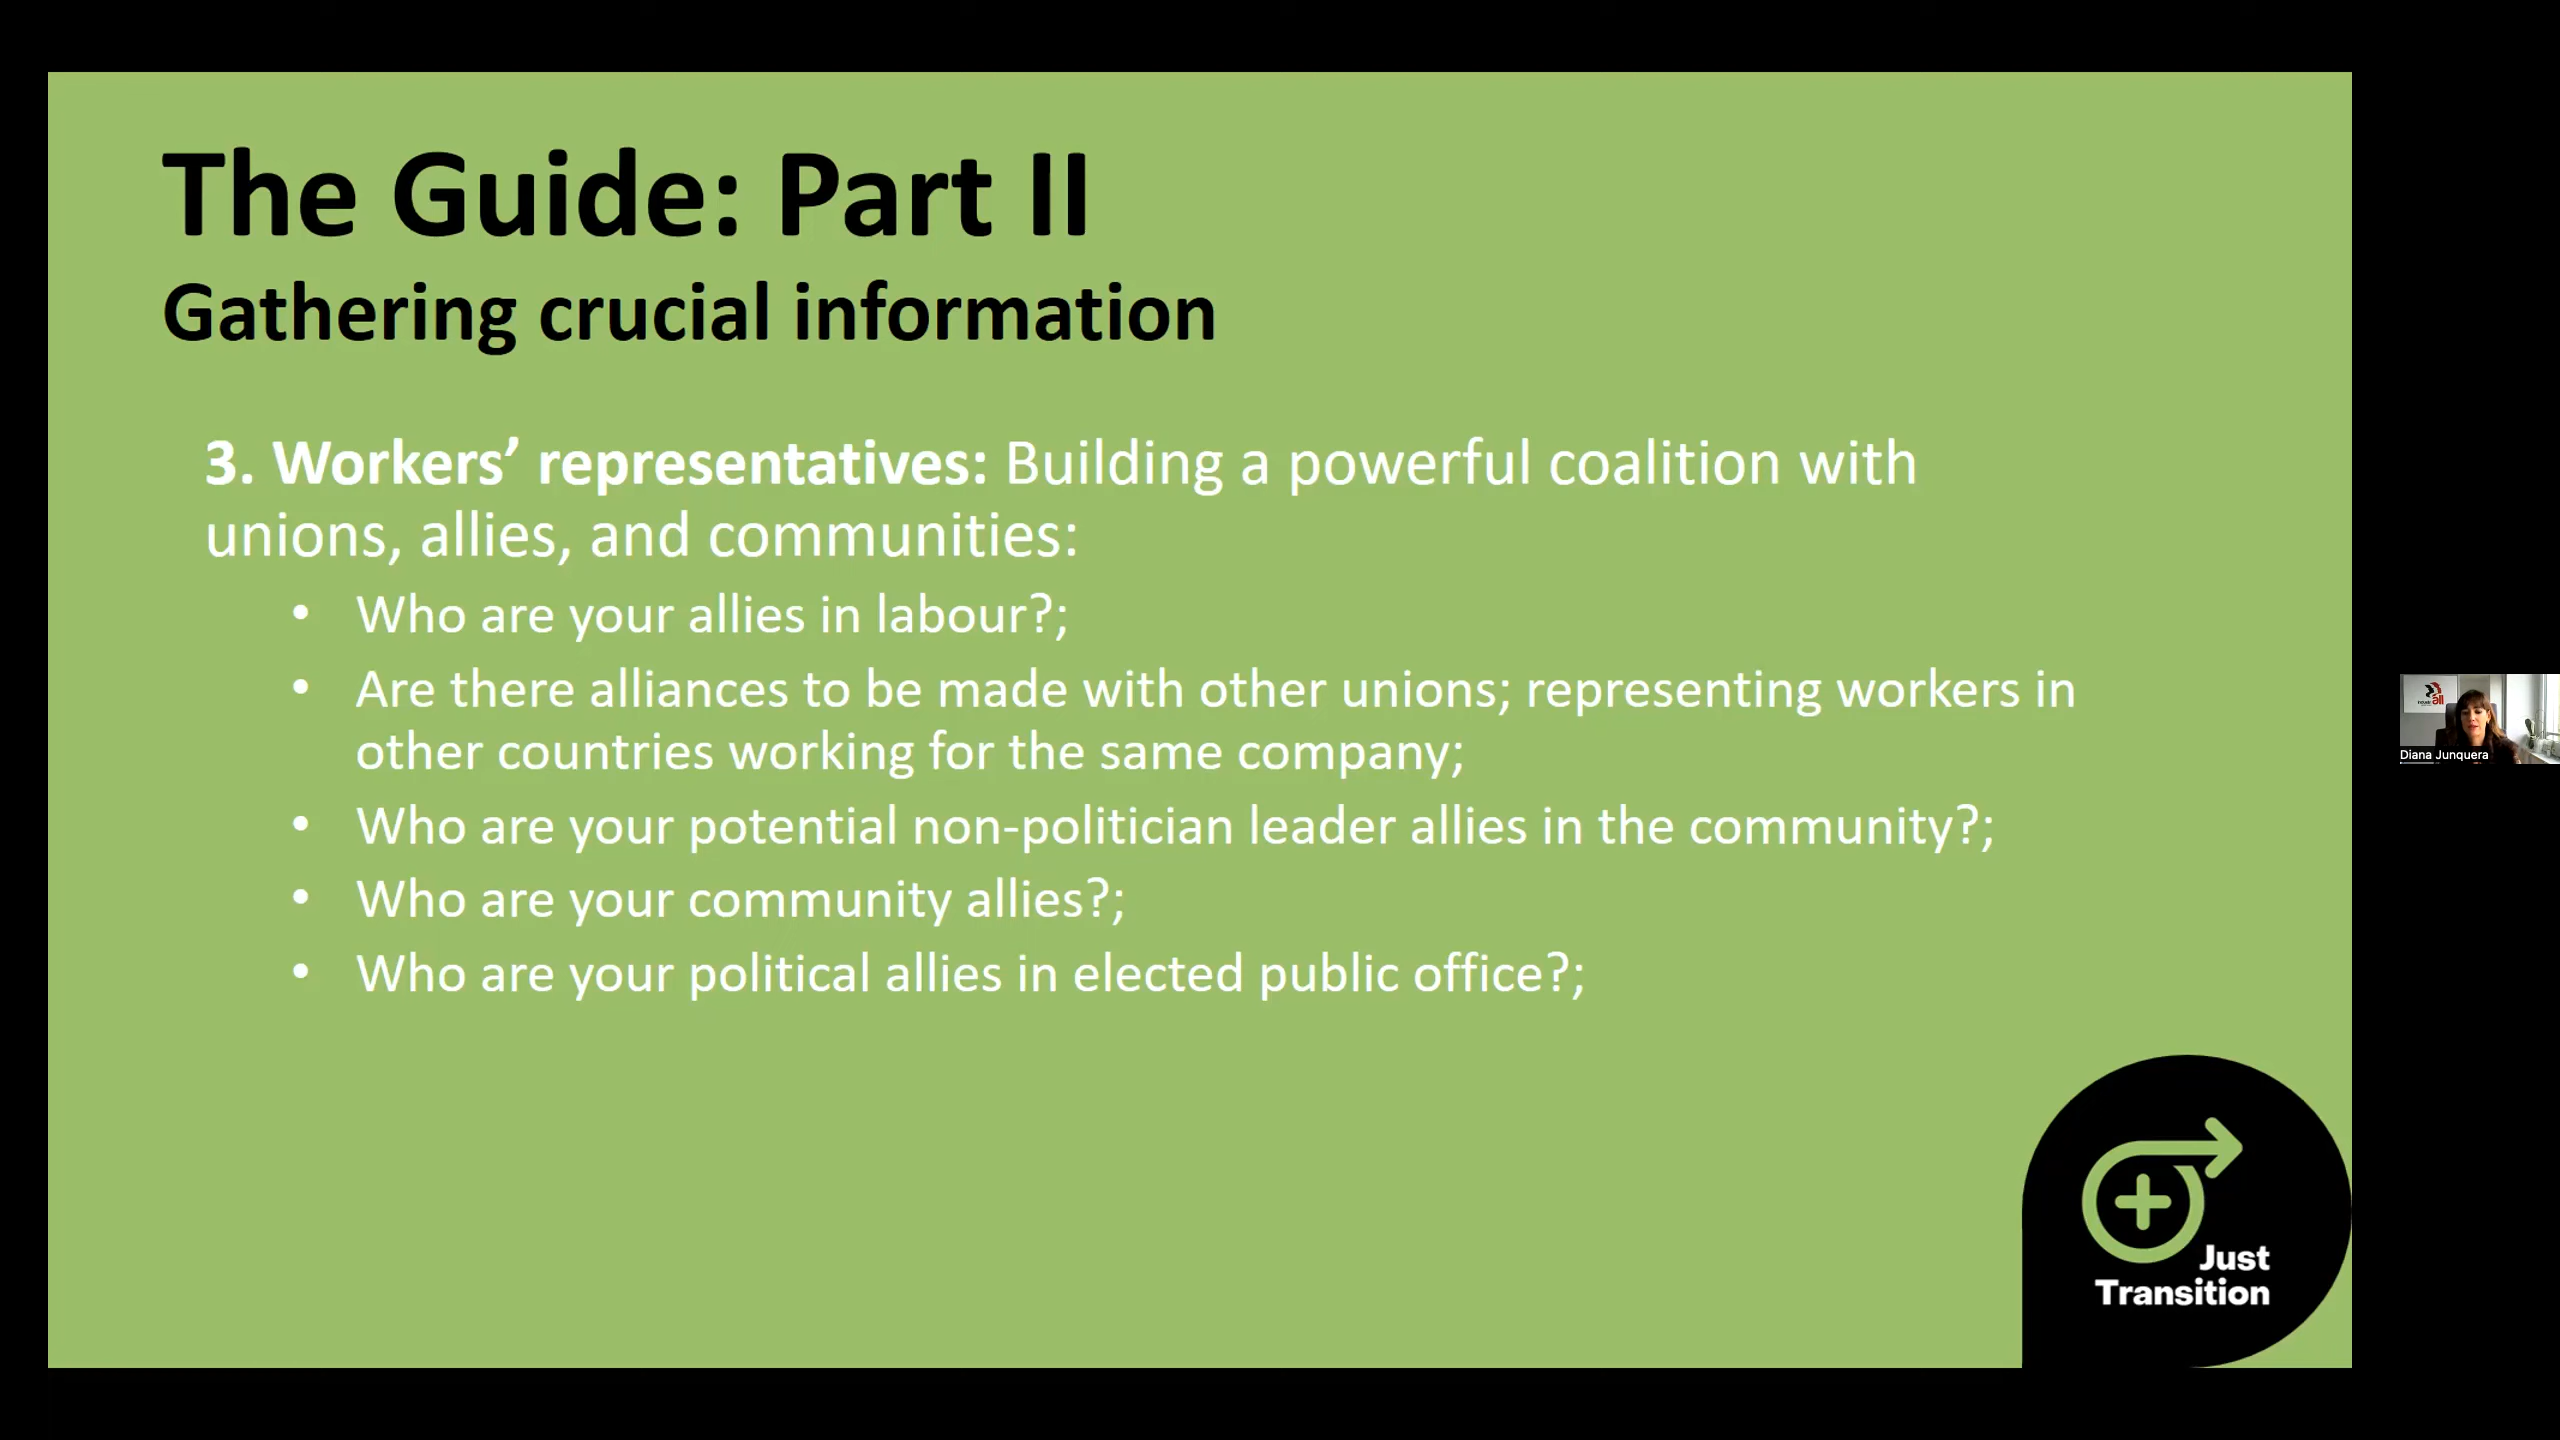 The Guide: Part II
Gathering crucial information
3. Workers’ representatives: Building a powerful coalition with
unions, allies, and communities:
• Who are your allies in labour?;
• Are there alliances to be made with other unions; representing workers in
other countries working for the same company;
• Who are your potential non-politician leader allies in the community?;
• Who are your community allies?;
• Who are your political allies in elected public office?;
Diana Junquera
Just
Transition